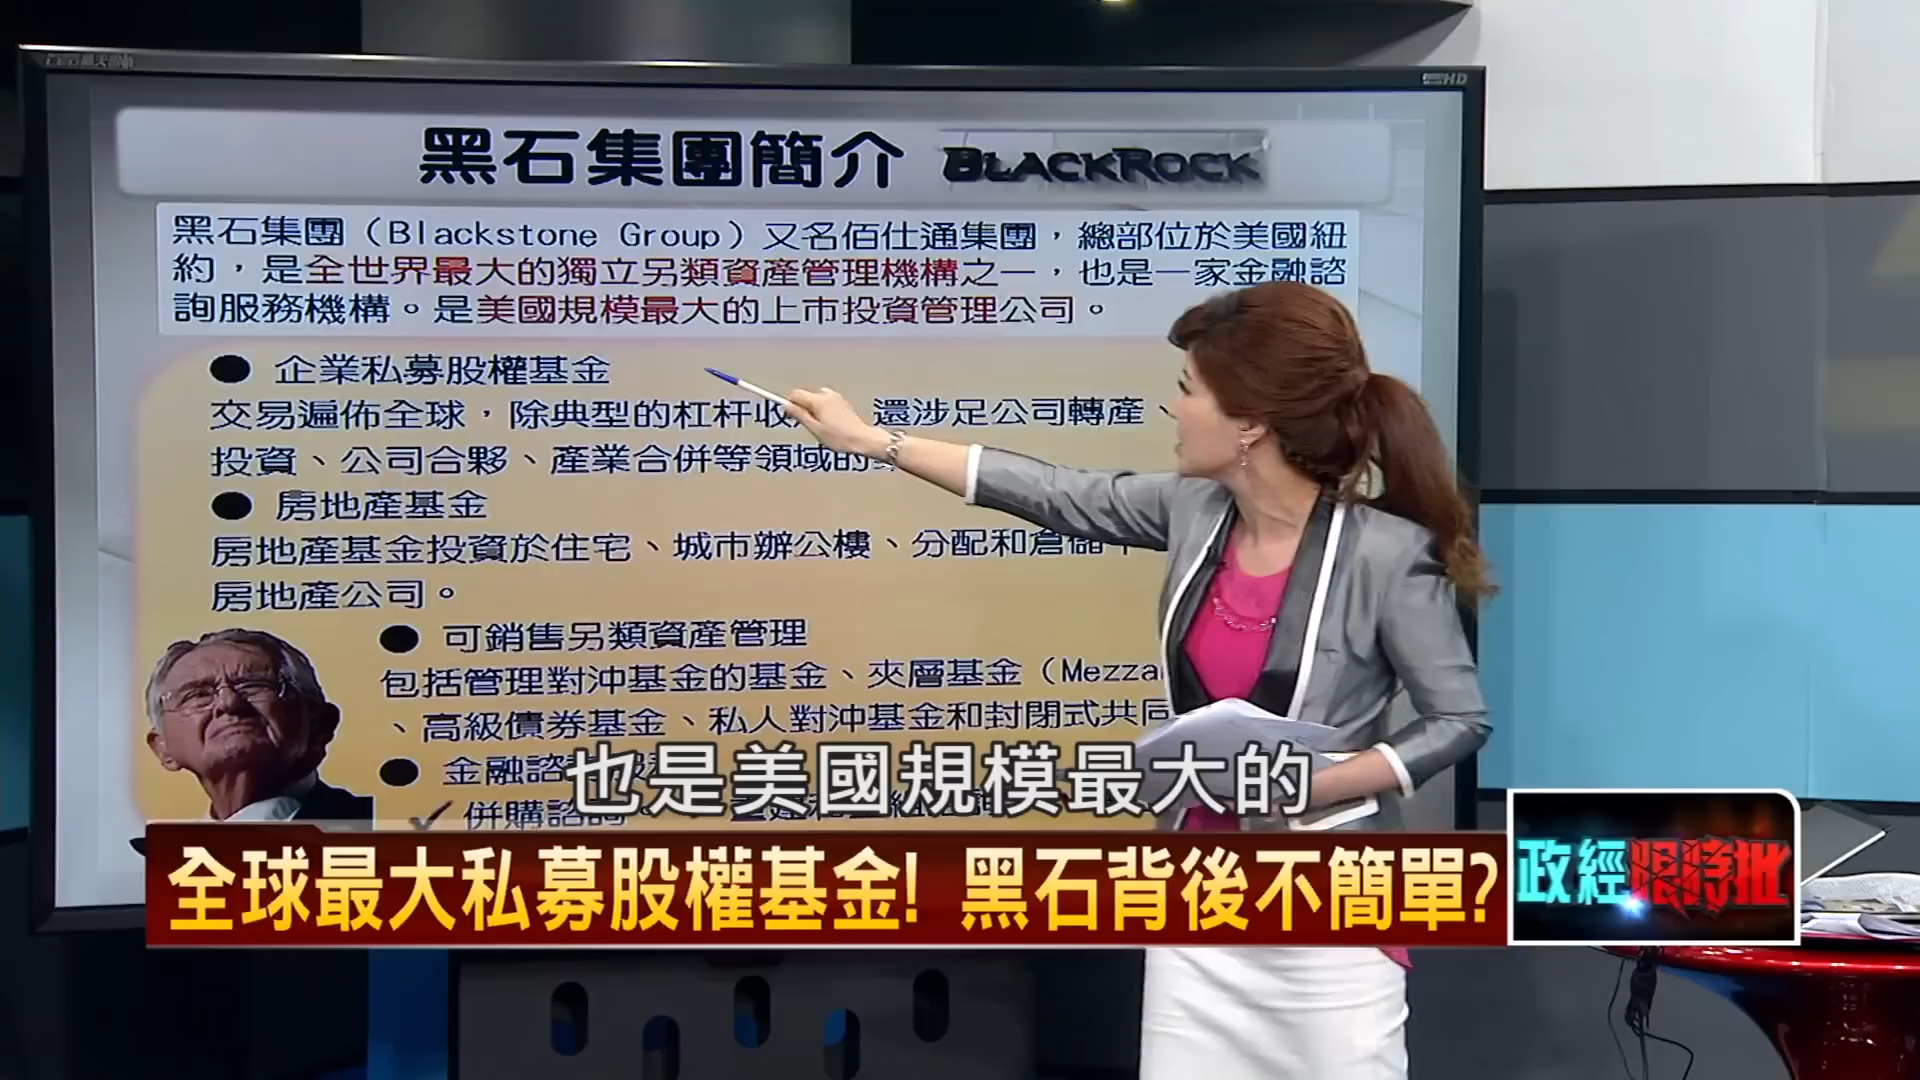 黑石集團簡介 BLACKROCK
黑石集團（Blackstone Group）又名佰仕通集團，總部位於美國紐
約，是全世界最大的獨立另類資產管理機構之一，也是一家金融諮
詢服務機構。是美國規模最大的上市投資管理公司。
● 企業私募股權基金
交易遍佈全球，除典型的杠杆收 還涉足公司轉產、
投資、公司合夥、產業合併等領域的
● 房地產基金
房地產基金投資於住宅、城市辦公樓、分配和倉儲
房地產公司。
● 可銷售另類資產管理
包括管理對沖基金的基金、夾層基金（Mezza
、高級債券基金、私人對沖基金和封閉式共同
● 金融諮
✓ 併購諮詢
也是美國規模最大的
全球最大私募股權基金! 黑石背後不簡單?
政經眼時批
HD